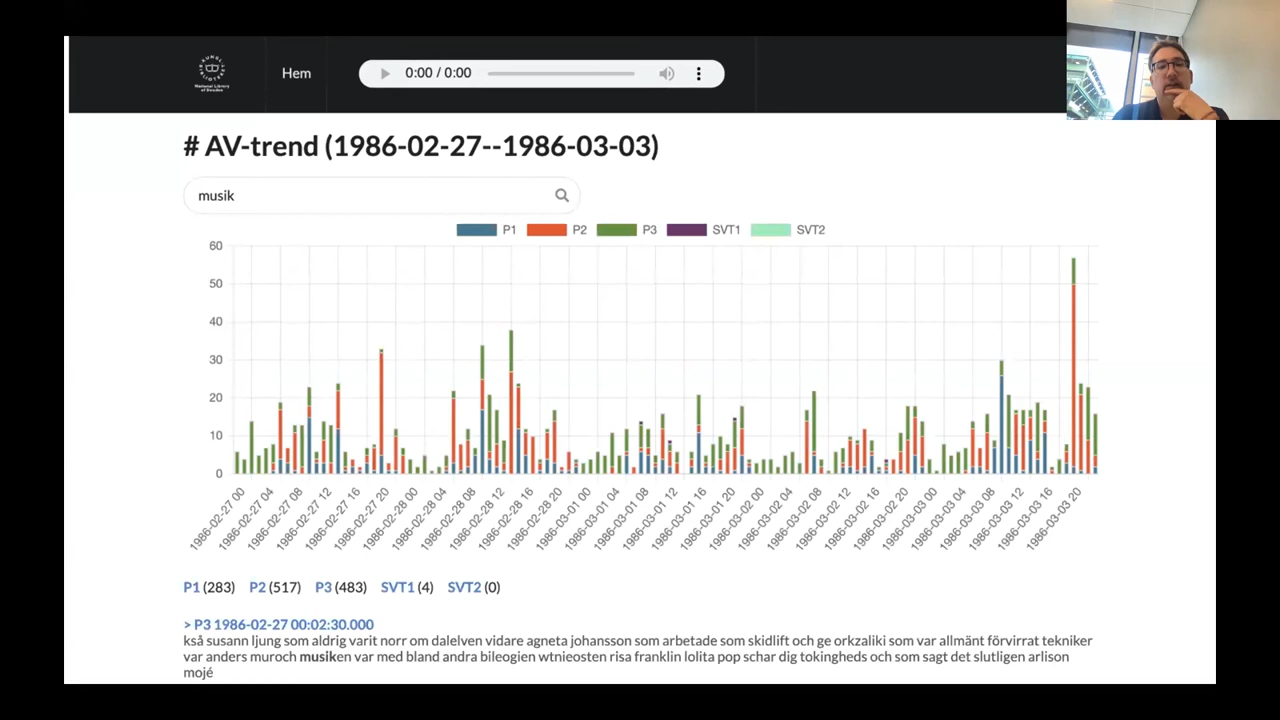 KUNGL BIBLIOTEKET
National Library
of Sweden
Hem
0:00 / 0:00
# AV-trend (1986-02-27--1986-03-03)
musik
P1 P2 P3 SVT1 SVT2
60
50
40
30
20
10
0
1986-02-27 00
1986-02-27 04
1986-02-27 08
1986-02-27 12
1986-02-27 16
1986-02-27 20
1986-02-28 00
1986-02-28 04
1986-02-28 08
1986-02-28 12
1986-02-28 16
1986-02-28 20
1986-03-01 00
1986-03-01 04
1986-03-01 08
1986-03-01 12
1986-03-01 16
1986-03-01 20
1986-03-02 00
1986-03-02 04
1986-03-02 08
1986-03-02 12
1986-03-02 16
1986-03-02 20
1986-03-03 00
1986-03-03 04
1986-03-03 08
1986-03-03 12
1986-03-03 16
1986-03-03 20
P1 (283) P2 (517) P3 (483) SVT1 (4) SVT2 (0)
> P3 1986-02-27 00:02:30.000
kså susann ljung som aldrig varit norr om dalelven vidare agneta johansson som arbetade som skidlift och ge orkzaliki som var allmänt förvirrat tekniker
var anders muroch musiken var med bland andra bileogien wtnieosten risa franklin lolita pop schar dig tokingheds och som sagt det slutligen arlison
mojé